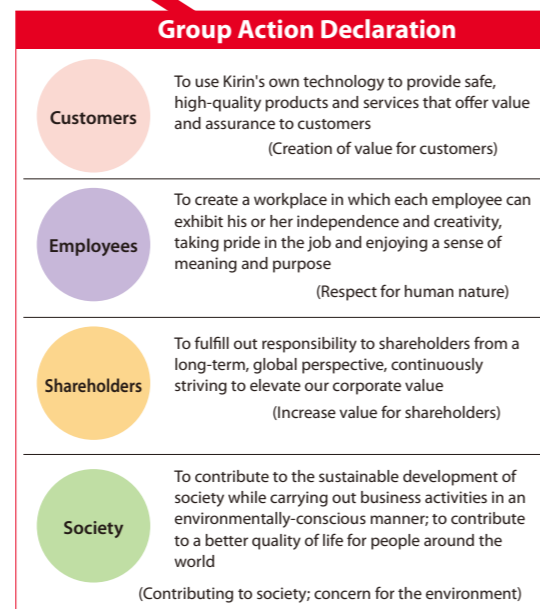 Group Action Declaration
Customers
To use Kirin's own technology to provide safe,
high-quality products and services that offer value
and assurance to customers
(Creation of value for customers)
Employees
To create a workplace in which each employee can
exhibit his or her independence and creativity,
taking pride in the job and enjoying a sense of
meaning and purpose
(Respect for human nature)
Shareholders
To fulfill out responsibility to shareholders from a
long-term, global perspective, continuously
striving to elevate our corporate value
(Increase value for shareholders)
Society
To contribute to the sustainable development of
society while carrying out business activities in an
environmentally-conscious manner; to contribute
to a better quality of life for people around the
world
(Contributing to society; concern for the environment)